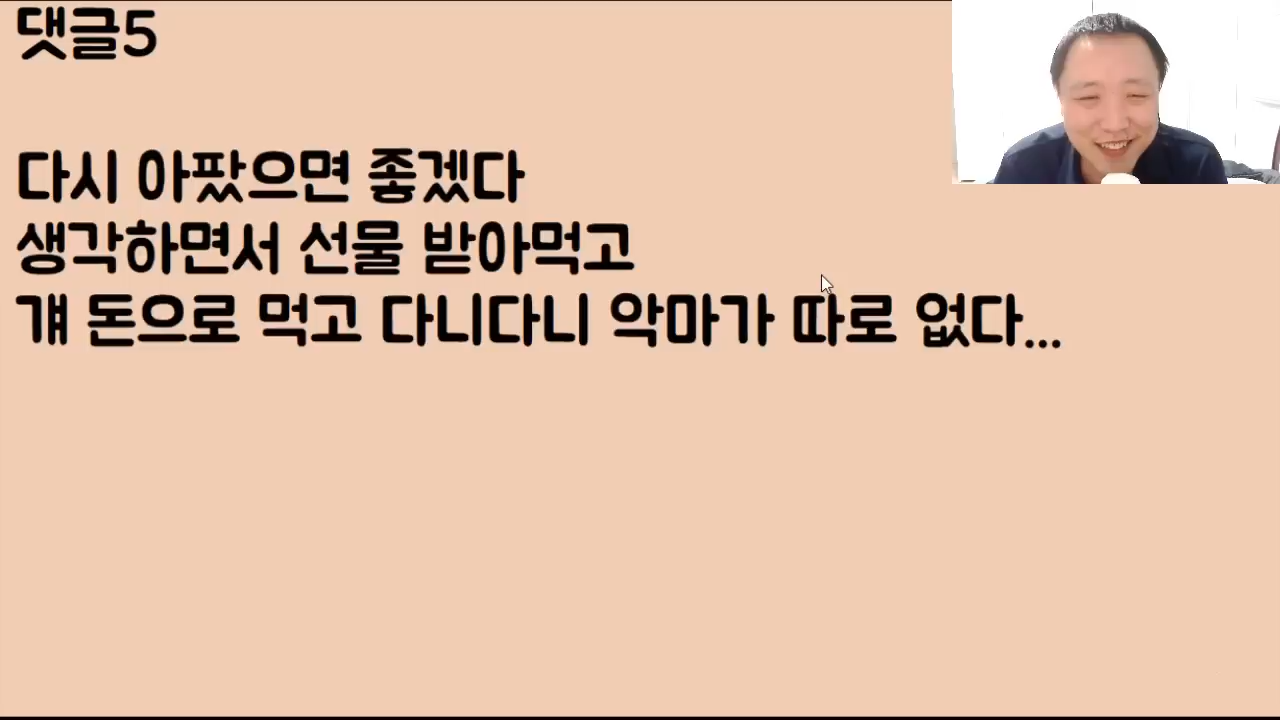 댓글5
다시 아팠으면 좋겠다
생각하면서 선물 받아먹고
걔 돈으로 먹고 다니다니 악마가 따로 없다...